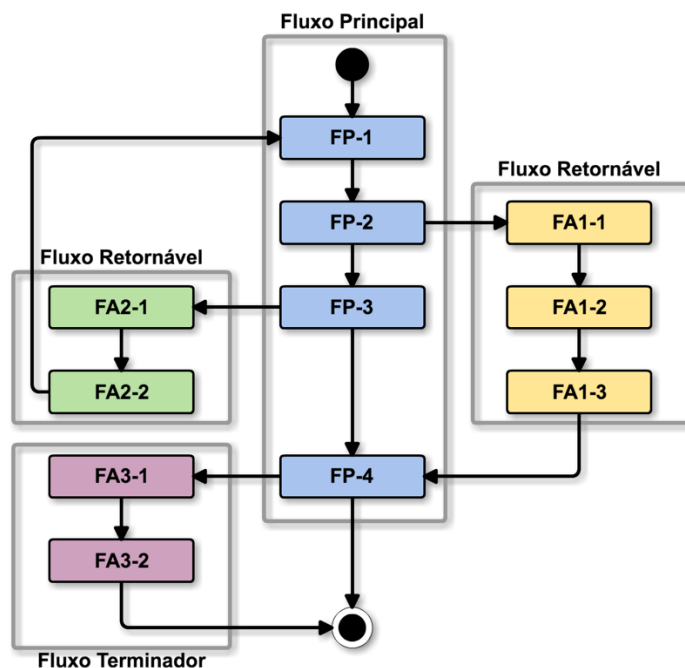 Fluxo Principal
FP-1
Fluxo Retornável
FP-2
FA1-1
Fluxo Retornável
FA2-1
FP-3
FA1-2
FA2-2
FA1-3
FA3-1
FP-4
FA3-2
Fluxo Terminador